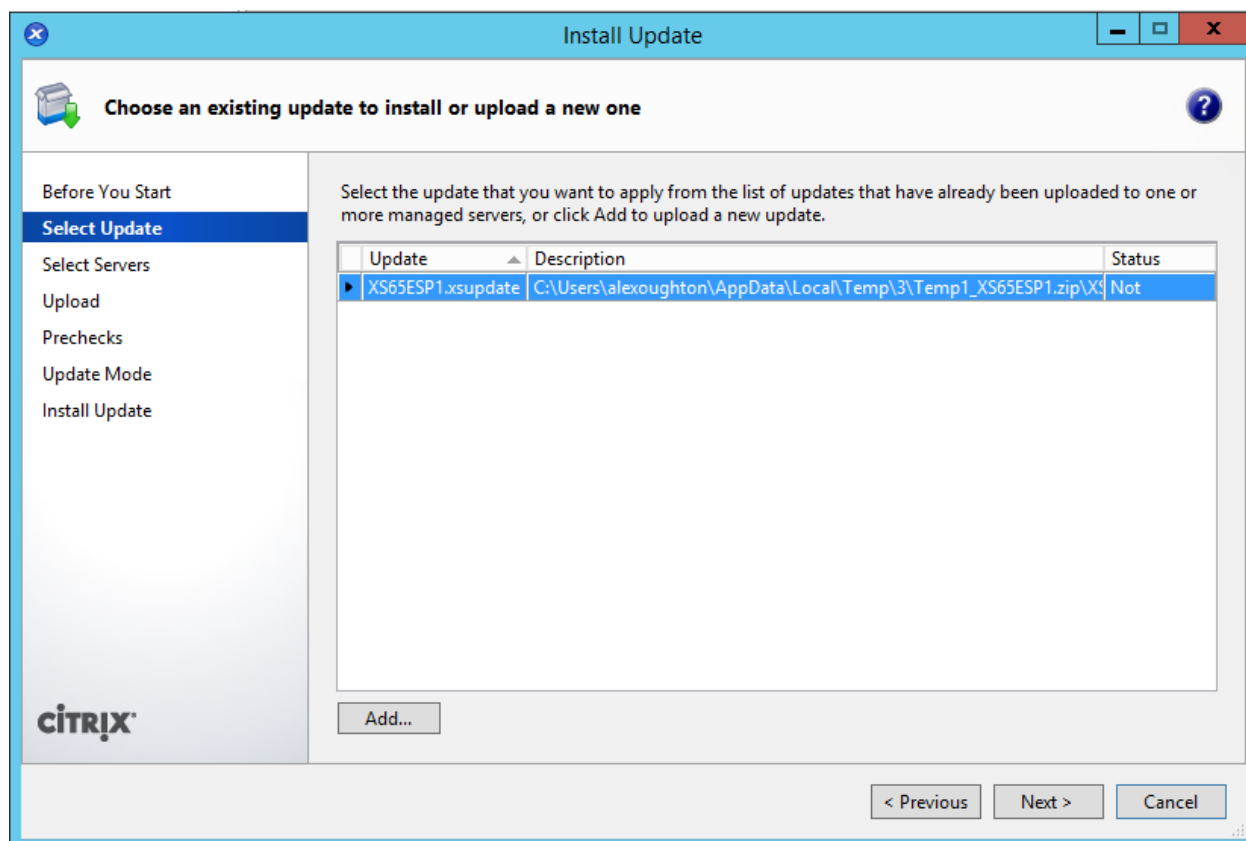 Install Update
Choose an existing update to install or upload a new one
Before You Start
Select Update
Select Servers
Upload
Prechecks
Update Mode
Install Update
CİTRIX
Select the update that you want to apply from the list of updates that have already been uploaded to one or
more managed servers, or click Add to upload a new update.
Update Description Status
XS65ESP1.xsupdate C:\Users\alexoughton\AppData\Local\Temp\3\Temp1_XS65ESP1.zip\XS Not
Add...
< Previous Next > Cancel